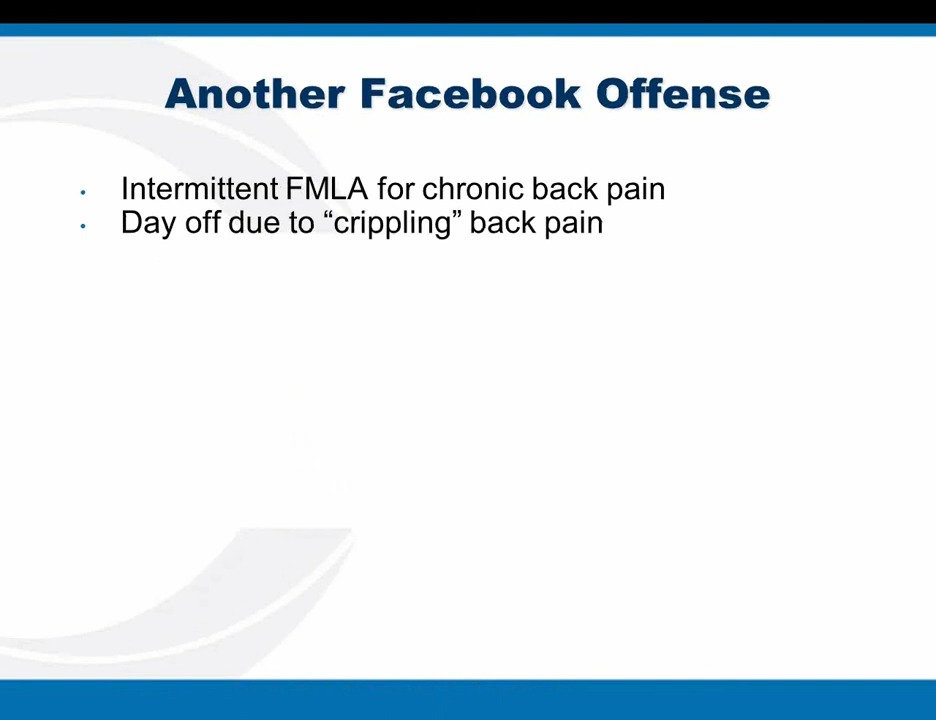 Another Facebook Offense
• Intermittent FMLA for chronic back pain
• Day off due to “crippling” back pain